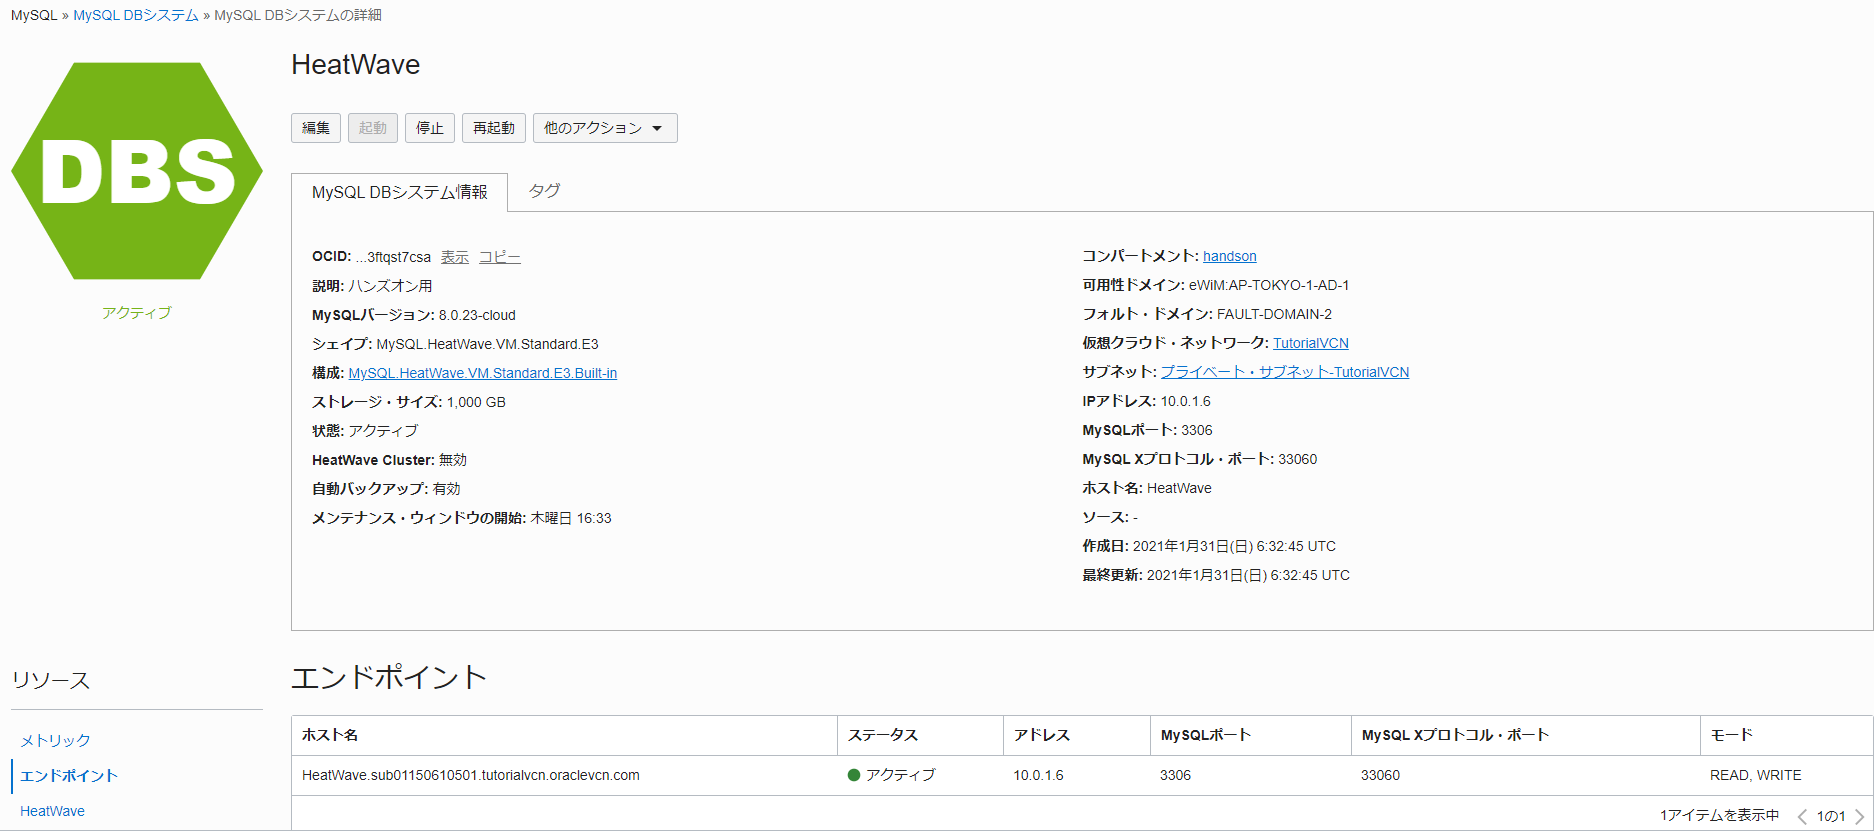 MySQL » MySQL DBシステム » MySQL DBシステムの詳細
DBS
アクティブ
HeatWave
編集 起動 停止 再起動 他のアクション
MySQL DBシステム情報 タグ
OCID: ...3ftqst7csa 表示 コピー
説明: ハンズオン用
MySQLバージョン: 8.0.23-cloud
シェイプ: MySQL.HeatWave.VM.Standard.E3
構成: MySQL.HeatWave.VM.Standard.E3.Built-in
ストレージ・サイズ: 1,000 GB
状態: アクティブ
HeatWave Cluster: 無効
自動バックアップ: 有効
メンテナンス・ウィンドウの開始: 木曜日 16:33
コンパートメント: handson
可用性ドメイン: eWiM:AP-TOKYO-1-AD-1
フォルト・ドメイン: FAULT-DOMAIN-2
仮想クラウド・ネットワーク: TutorialVCN
サブネット: プライベート・サブネット-TutorialVCN
IPアドレス: 10.0.1.6
MySQLポート: 3306
MySQL Xプロトコル・ポート: 33060
ホスト名: HeatWave
ソース: -
作成日: 2021年1月31日(日) 6:32:45 UTC
最終更新: 2021年1月31日(日) 6:32:45 UTC
リソース
メトリック
エンドポイント
HeatWave
エンドポイント
ホスト名 ステータス アドレス MySQLポート MySQL Xプロトコル・ポート モード
HeatWave.sub01150610501.tutorialvcn.oraclevcn.com アクティブ 10.0.1.6 3306 33060 READ, WRITE
1アイテムを表示中 1の1